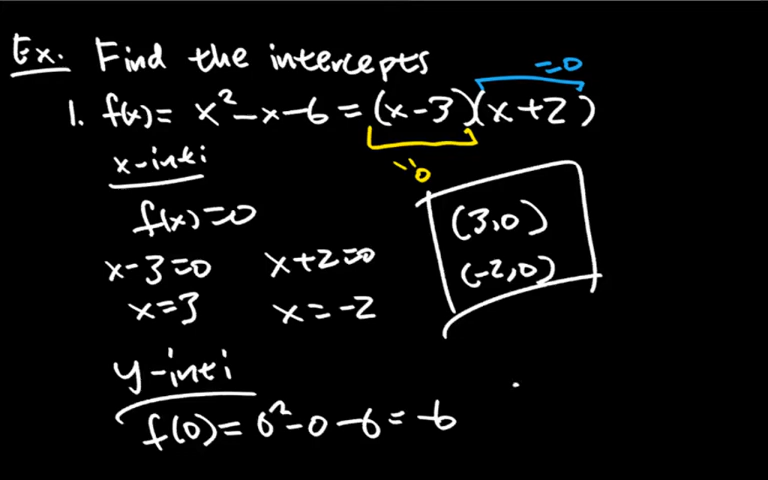 Ex. Find the intercepts
=0
1. f(x) = x² - x - 6 = (x - 3)(x + 2)
=0
x-int:
f(x) = 0
(3,0)
x - 3 = 0 x + 2 = 0
(-2,0)
x = 3 x = -2
y-int:
f(0) = 0² - 0 - 6 = -6